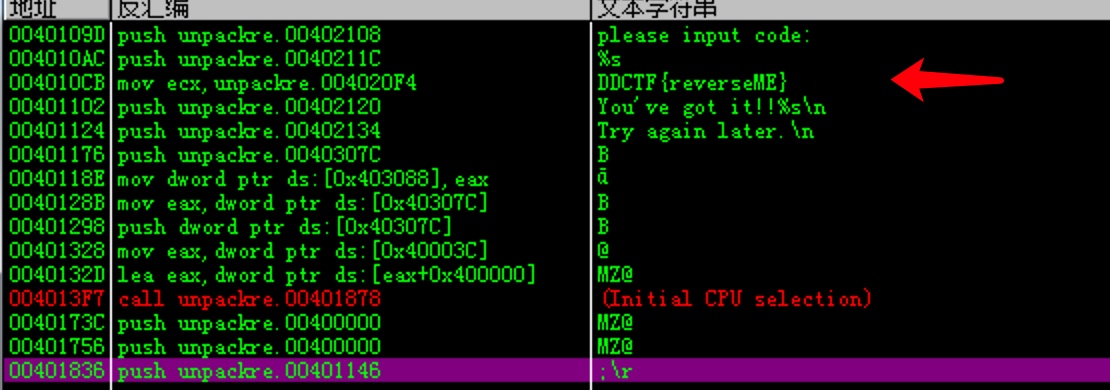 地址 反汇编 文本字符串
0040109D push unpackre.00402108 please input code:
004010AC push unpackre.0040211C %s
004010CB mov ecx,unpackre.004020F4 DDCTF{reverseME}
00401102 push unpackre.00402120 You've got it!!%s\n
00401124 push unpackre.00402134 Try again later.\n
00401176 push unpackre.0040307C B
0040118E mov dword ptr ds:[0x403088],eax ā
0040128B mov eax,dword ptr ds:[0x40307C] B
00401298 push dword ptr ds:[0x40307C] B
00401328 mov eax,dword ptr ds:[0x40003C] @
0040132D lea eax,dword ptr ds:[eax+0x400000] MZ@
004013F7 call unpackre.00401878 (Initial CPU selection)
0040173C push unpackre.00400000 MZ@
00401756 push unpackre.00400000 MZ@
00401836 push unpackre.00401146 ;\r